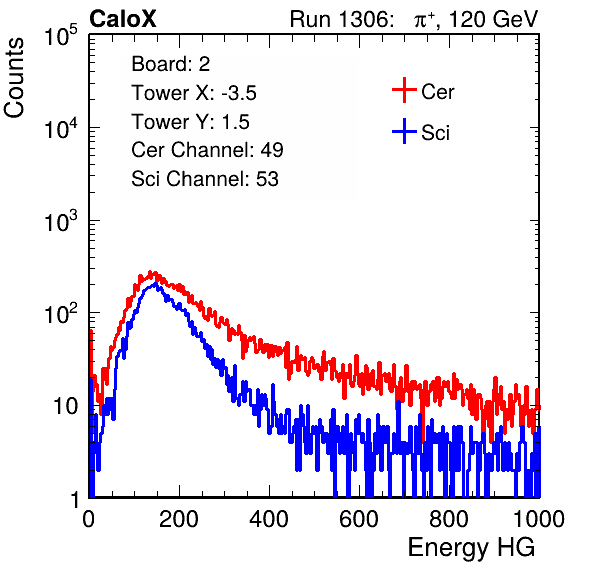 CaloX Run 1306: π⁺, 120 GeV
Counts
Board: 2
Tower X: -3.5
Tower Y: 1.5
Cer Channel: 49
Sci Channel: 53
Cer
Sci
10⁵
10⁴
10³
10²
10
1
0 200 400 600 800 1000
Energy HG